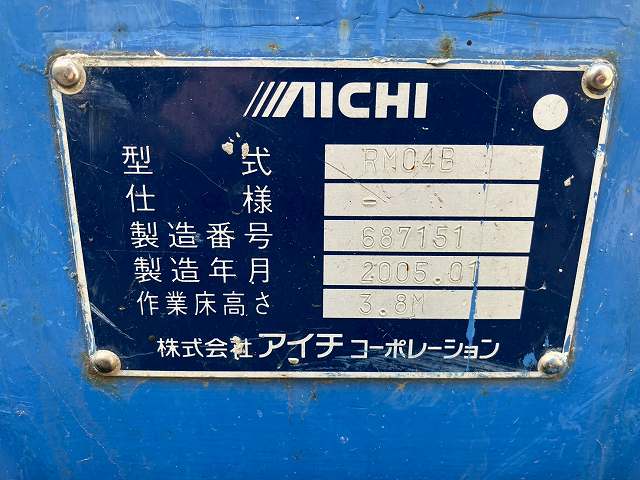 AICHI
型式 RM04B
仕様 -
製造番号 687151
製造年月 2005.01
作業床高さ 3.8M
株式会社アイチコーポレーション